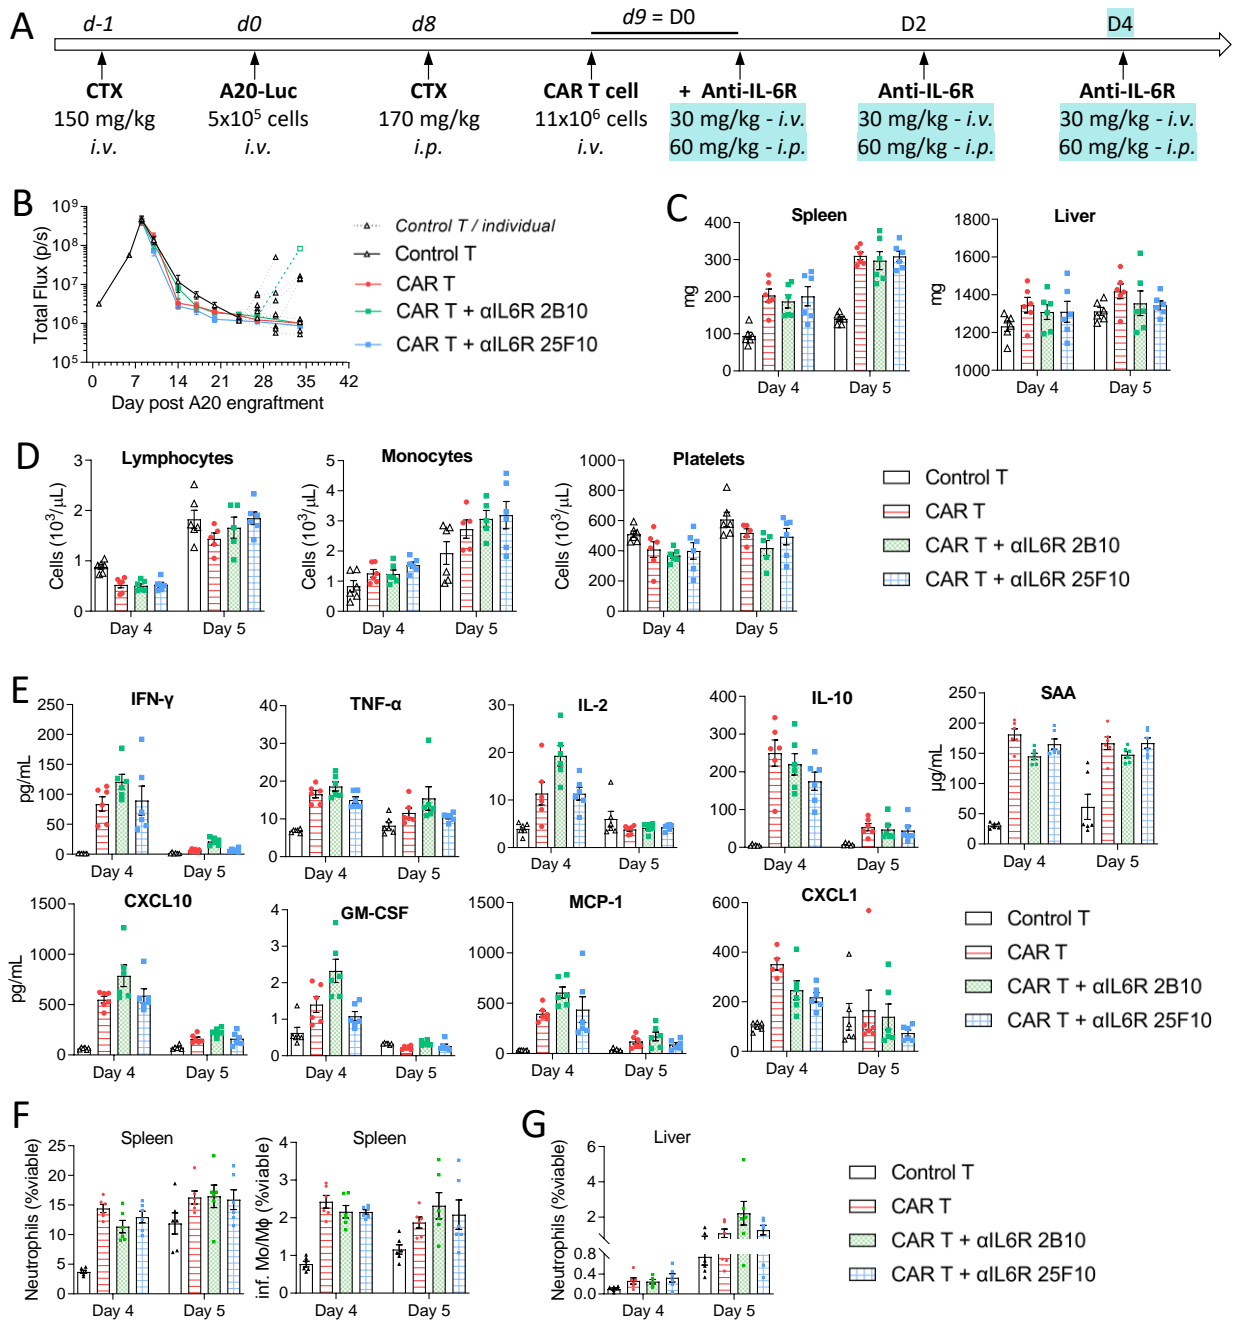 A
d-1
d0
d8
d9 = D0
D2
D4
CTX
150 mg/kg
i.v.
A20-Luc
5x10⁵ cells
i.v.
CTX
170 mg/kg
i.p.
CAR T cell
11x10⁶ cells
i.v.
+ Anti-IL-6R
30 mg/kg - i.v.
60 mg/kg - i.p.
Anti-IL-6R
30 mg/kg - i.v.
60 mg/kg - i.p.
Anti-IL-6R
30 mg/kg - i.v.
60 mg/kg - i.p.
B
Total Flux (p/s)
10⁹
10⁸
10⁷
10⁶
10⁵
0 7 14 21 28 35 42
Day post A20 engraftment
Control T / individual
Control T
CAR T
CAR T + αIL6R 2B10
CAR T + αIL6R 25F10
C
Spleen
mg
400
300
200
100
0
Day 4 Day 5
Liver
mg
1800
1600
1400
1200
1000
Day 4 Day 5
D
Lymphocytes
Cells (10³/µL)
3
2
1
0
Day 4 Day 5
Monocytes
Cells (10³/µL)
5
4
3
2
1
0
Day 4 Day 5
Platelets
Cells (10³/µL)
1000
800
600
400
200
0
Day 4 Day 5
Control T
CAR T
CAR T + αIL6R 2B10
CAR T + αIL6R 25F10
E
IFN-γ
pg/mL
250
200
150
100
50
0
Day 4 Day 5
TNF-α
40
30
20
10
0
Day 4 Day 5
IL-2
30
20
10
0
Day 4 Day 5
IL-10
400
300
200
100
0
Day 4 Day 5
SAA
µg/mL
250
200
150
100
50
0
Day 4 Day 5
CXCL10
pg/mL
1500
1000
500
0
Day 4 Day 5
GM-CSF
4
3
2
1
0
Day 4 Day 5
MCP-1
1500
1000
500
0
Day 4 Day 5
CXCL1
600
400
200
0
Day 4 Day 5
Control T
CAR T
CAR T + αIL6R 2B10
CAR T + αIL6R 25F10
F
Spleen
Neutrophils (%viable)
25
20
15
10
5
0
Day 4 Day 5
Spleen
inf. Mo/Mϕ (%viable)
4
3
2
1
0
Day 4 Day 5
G
Liver
Neutrophils (%viable)
6
4
2
0.8
0.4
0.0
Day 4 Day 5
Control T
CAR T
CAR T + αIL6R 2B10
CAR T + αIL6R 25F10